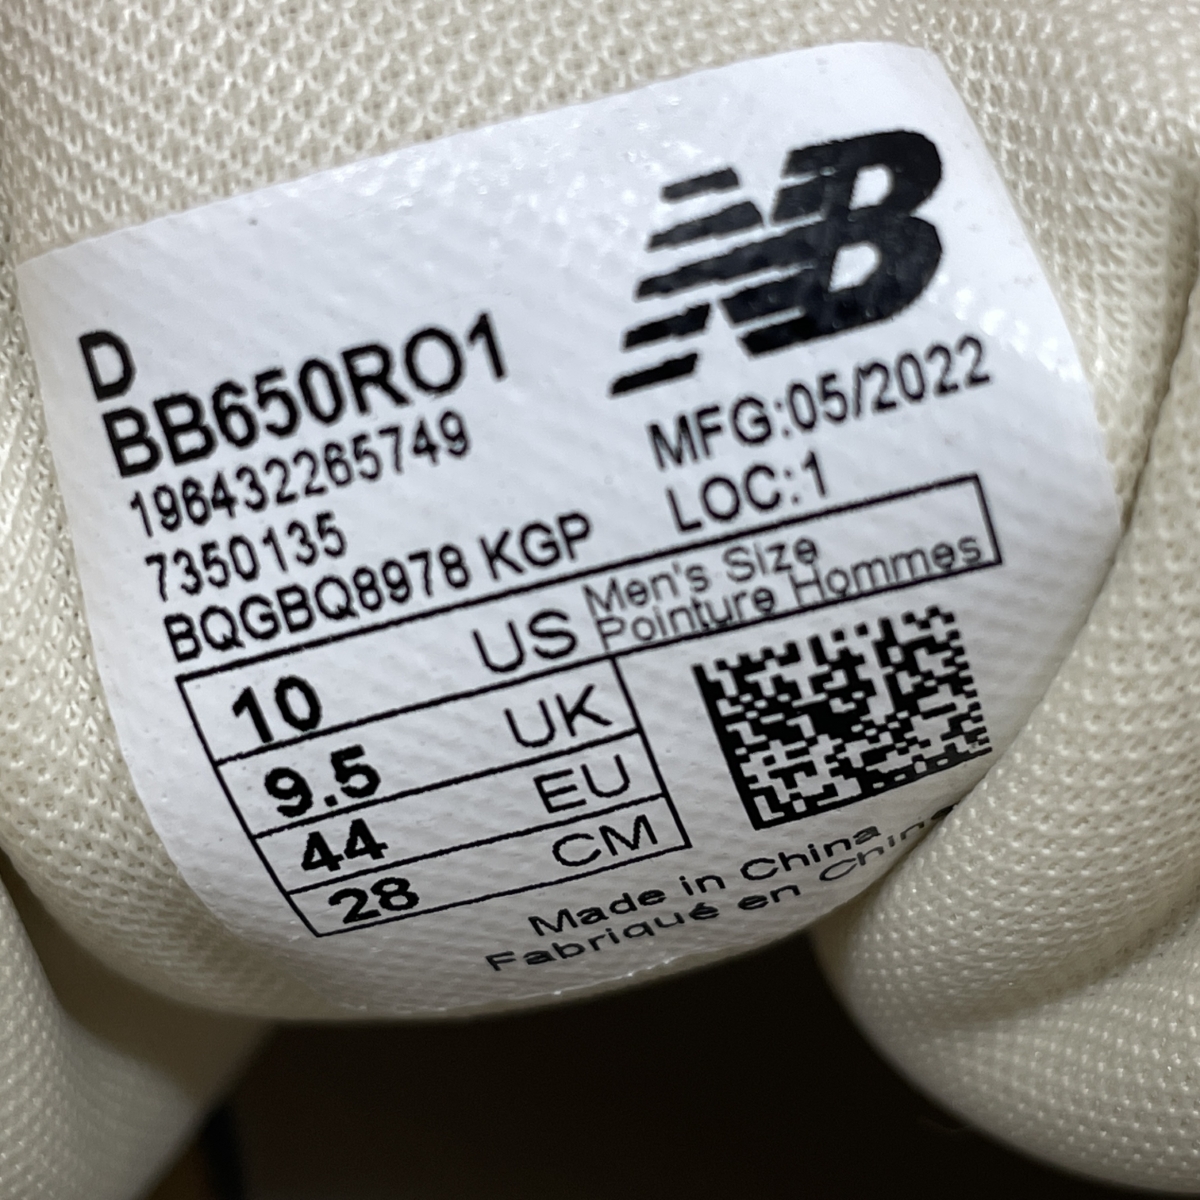 NB
D
BB650RO1
196432265749
7350135
BQGBQ8978 KGP
MFG:05/2022
LOC:1
Men's Size
Pointure Hommes
10 US
9.5 UK
44 EU
28 CM
Made in China
Fabriqué en Chine